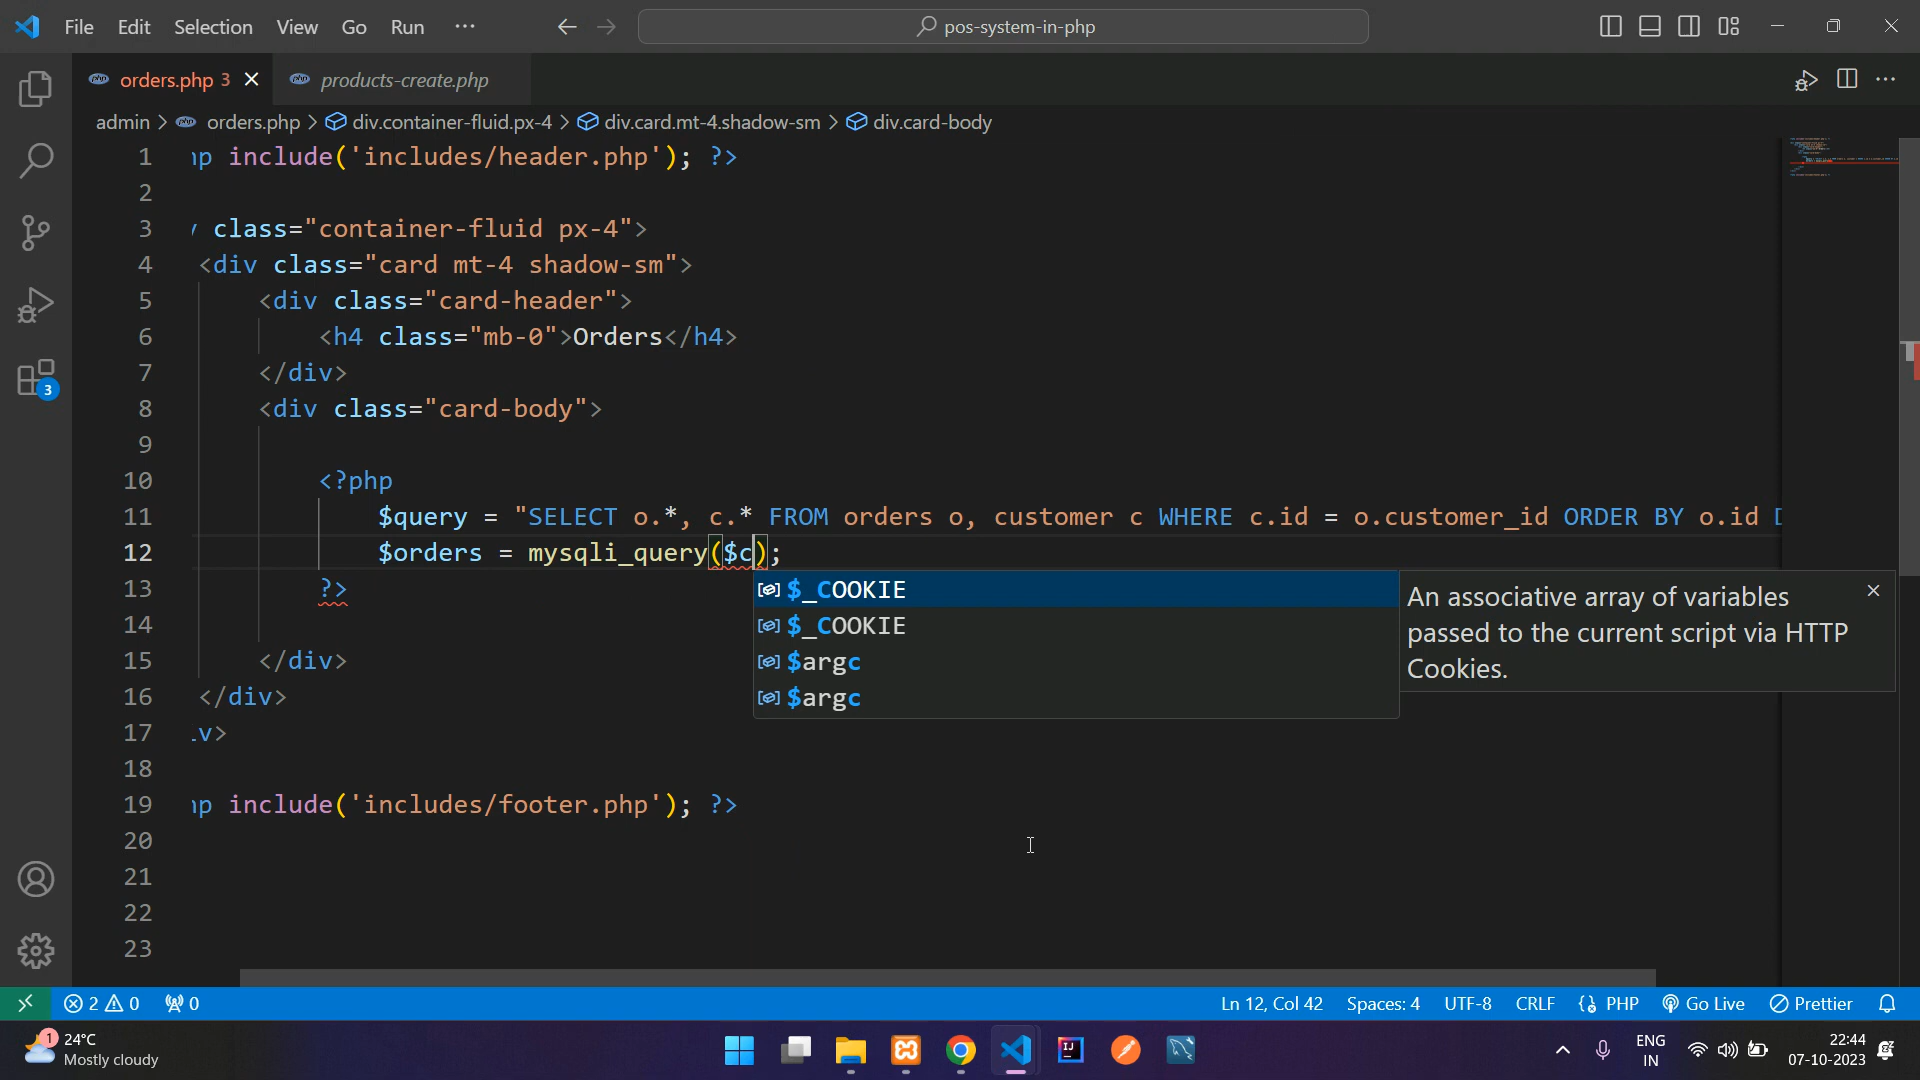 File Edit Selection View Go Run ··· pos-system-in-php
orders.php 3 products-create.php
admin > orders.php > div.container-fluid.px-4 > div.card.mt-4.shadow-sm > div.card-body
1 include('includes/header.php'); ?>
2
3 class="container-fluid px-4">
4 <div class="card mt-4 shadow-sm">
5 <div class="card-header">
6 <h4 class="mb-0">Orders</h4>
7 </div>
8 <div class="card-body">
9
10 <?php
11 $query = "SELECT o.*, c.* FROM orders o, customer c WHERE c.id = o.customer_id ORDER BY o.id
12 $orders = mysqli_query($c);
13 ?>
14
15 </div>
16 </div>
17 v>
18
19 include('includes/footer.php'); ?>
20
21
22
23
$_COOKIE
$_COOKIE
$argc
$argc
An associative array of variables
passed to the current script via HTTP
Cookies.
3
2 0 0 Ln 12, Col 42 Spaces: 4 UTF-8 CRLF PHP Go Live Prettier
1
24°C
Mostly cloudy
ENG
IN
22:44
07-10-2023